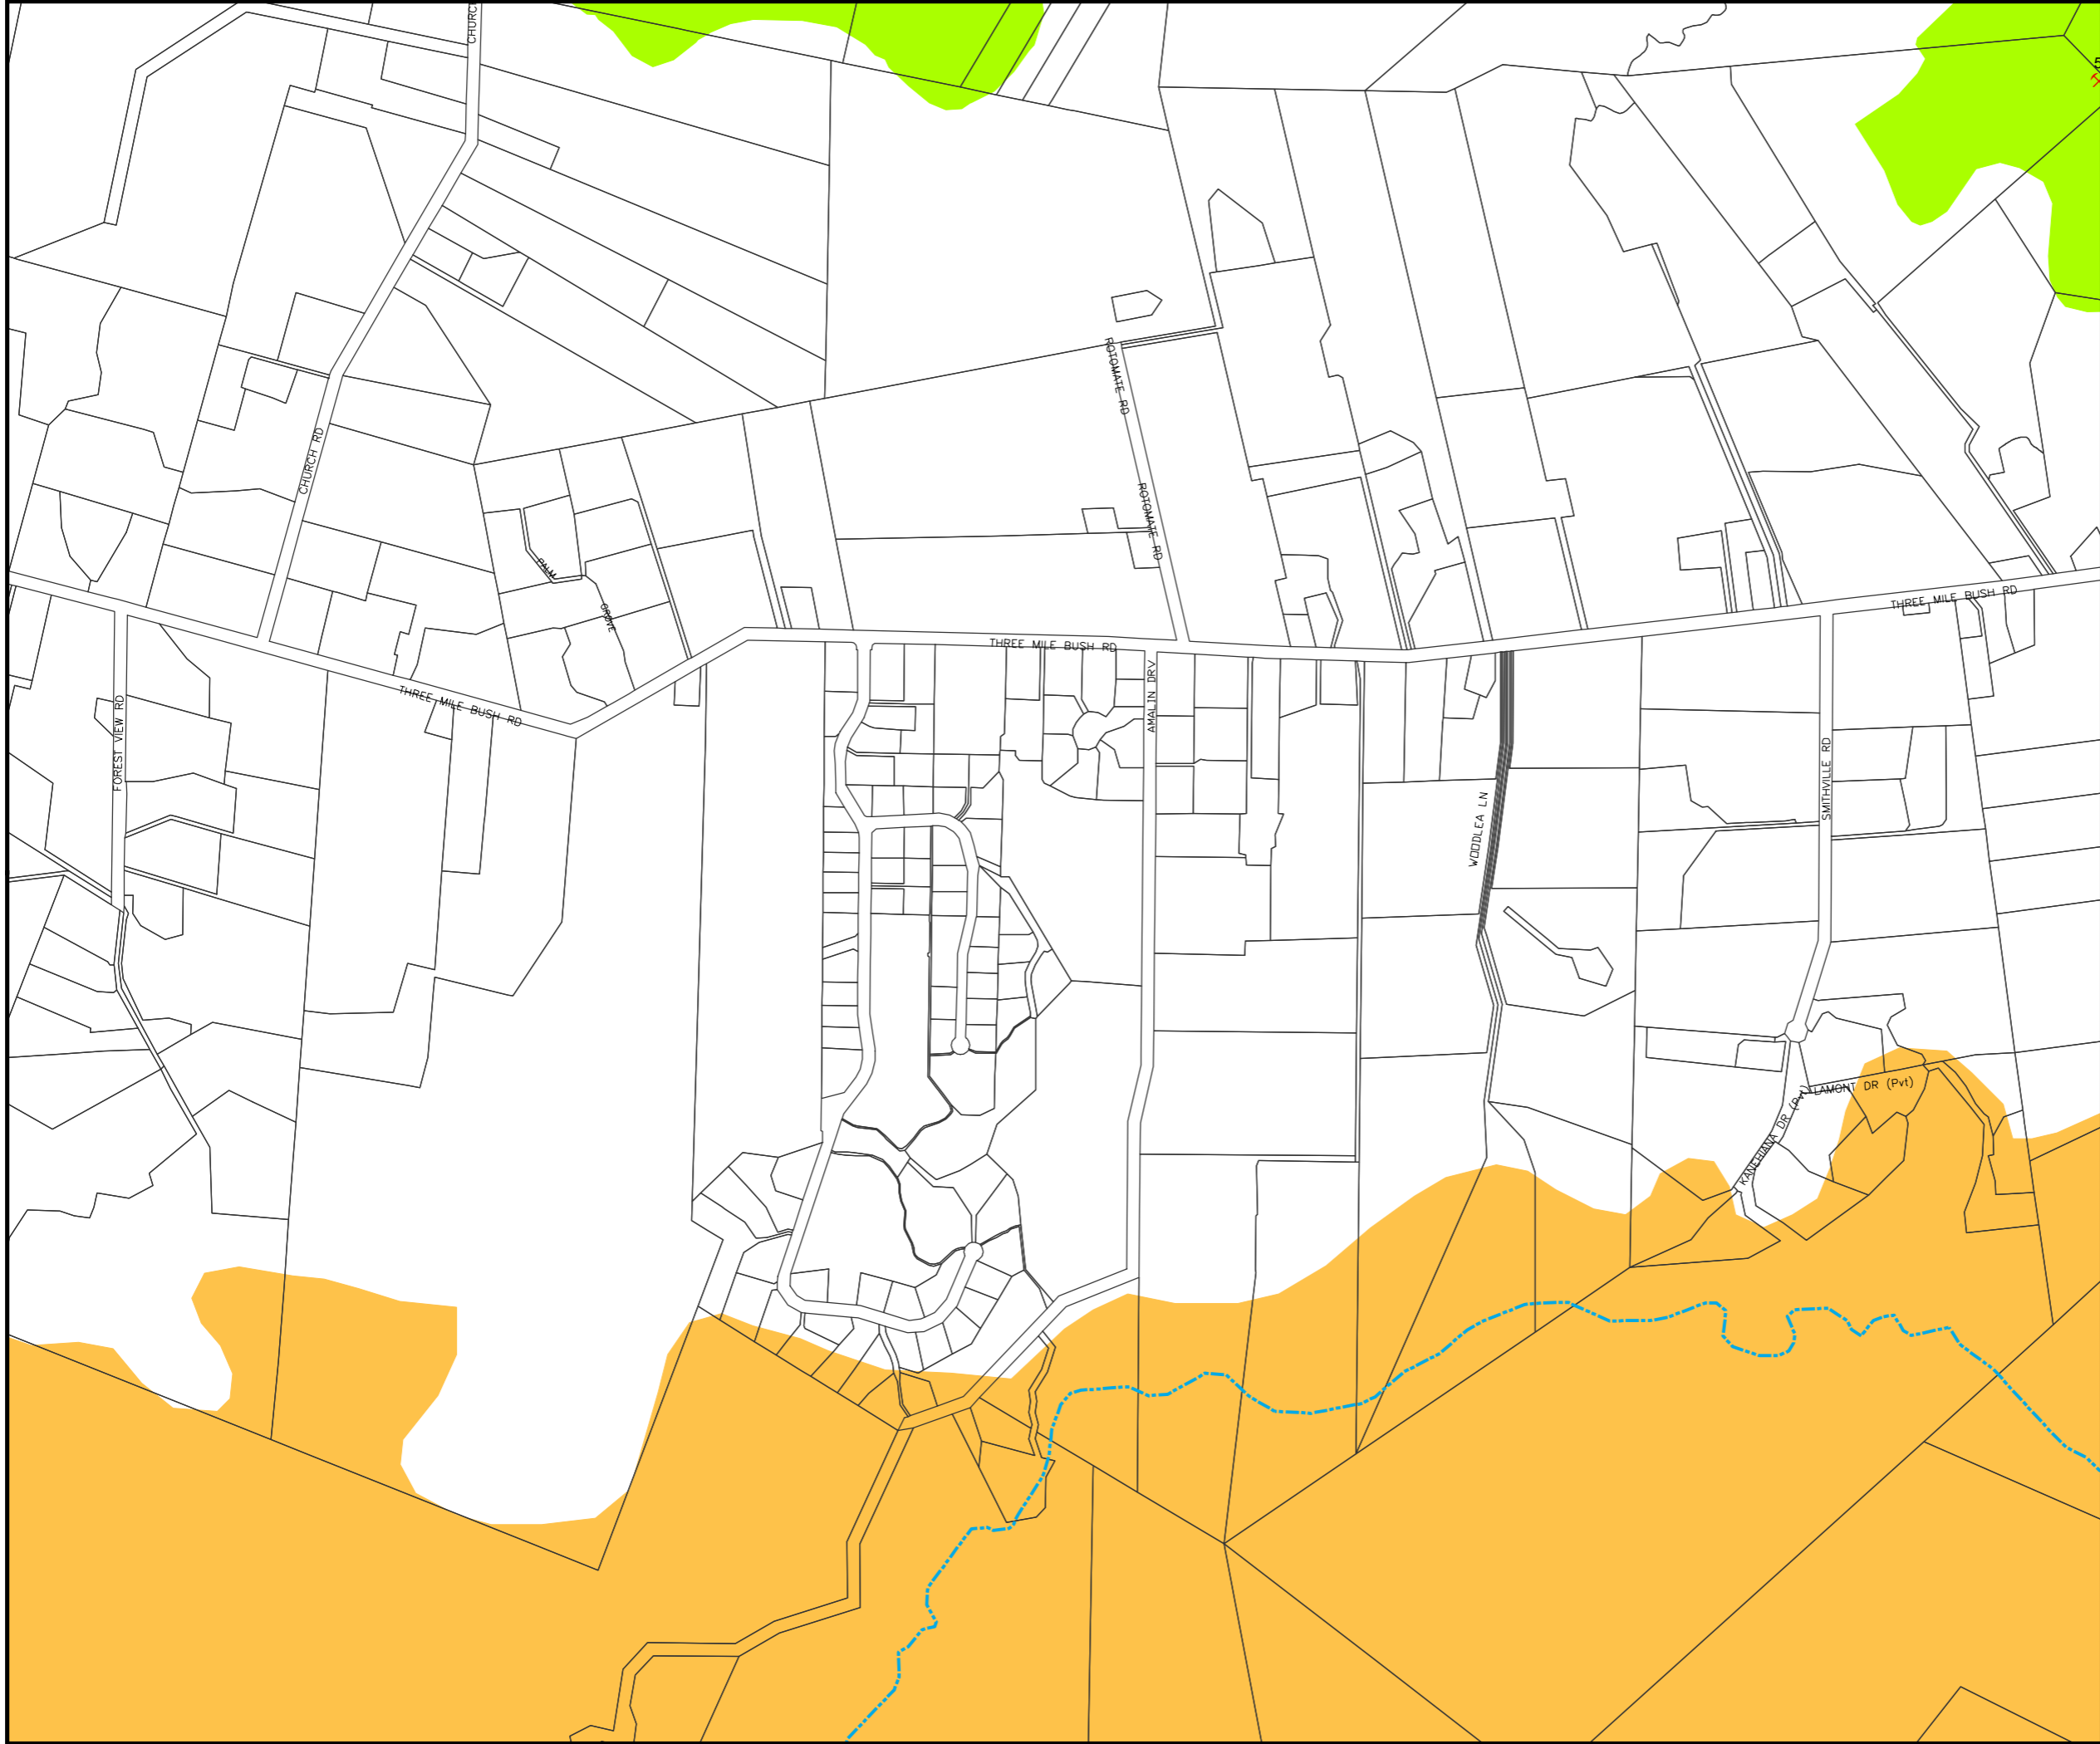 CHURCH
ROTOMATE RD
CHURCH RD
ROTOMATE RD
PALM
GROVE
THREE MILE BUSH RD
THREE MILE BUSH RD
AMALIN DRV
THREE MILE BUSH RD
FOREST VIEW RD
SMITHVILLE RD
WOODLEA LN
LAMONT DR (Pvt)
KANEHIANA DR (Pvt)